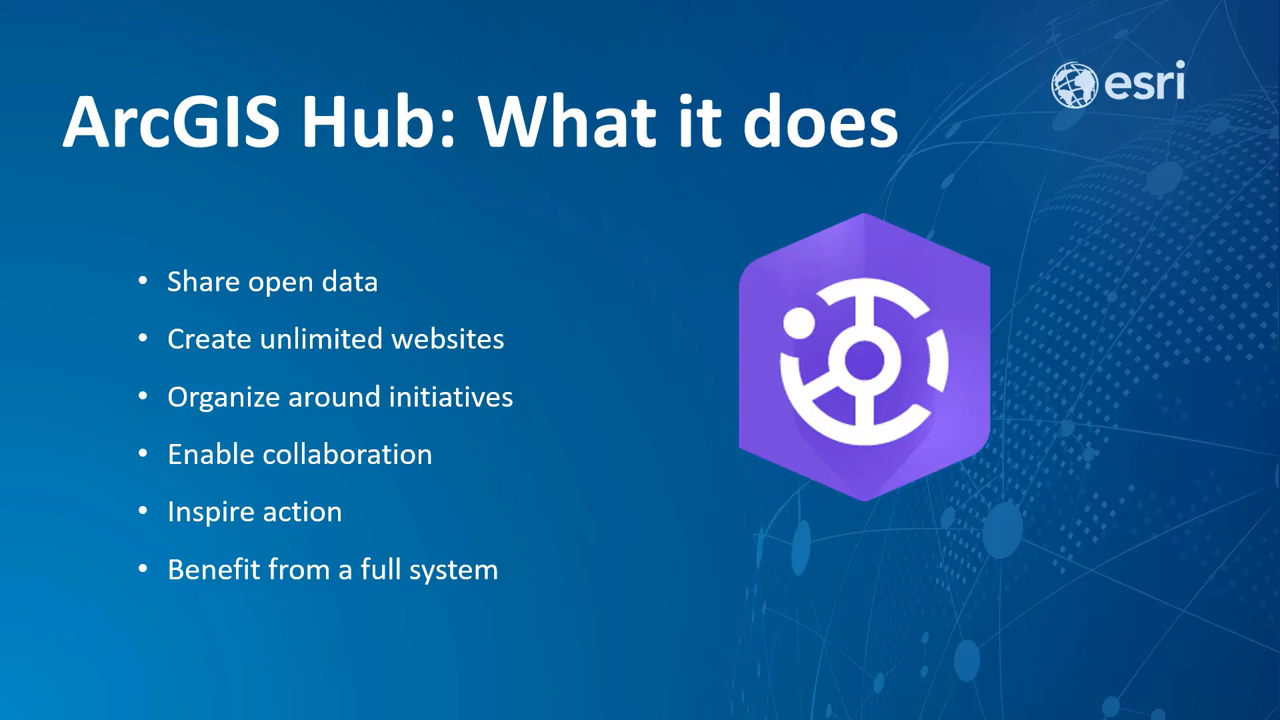 esri
ArcGIS Hub: What it does
• Share open data
• Create unlimited websites
• Organize around initiatives
• Enable collaboration
• Inspire action
• Benefit from a full system